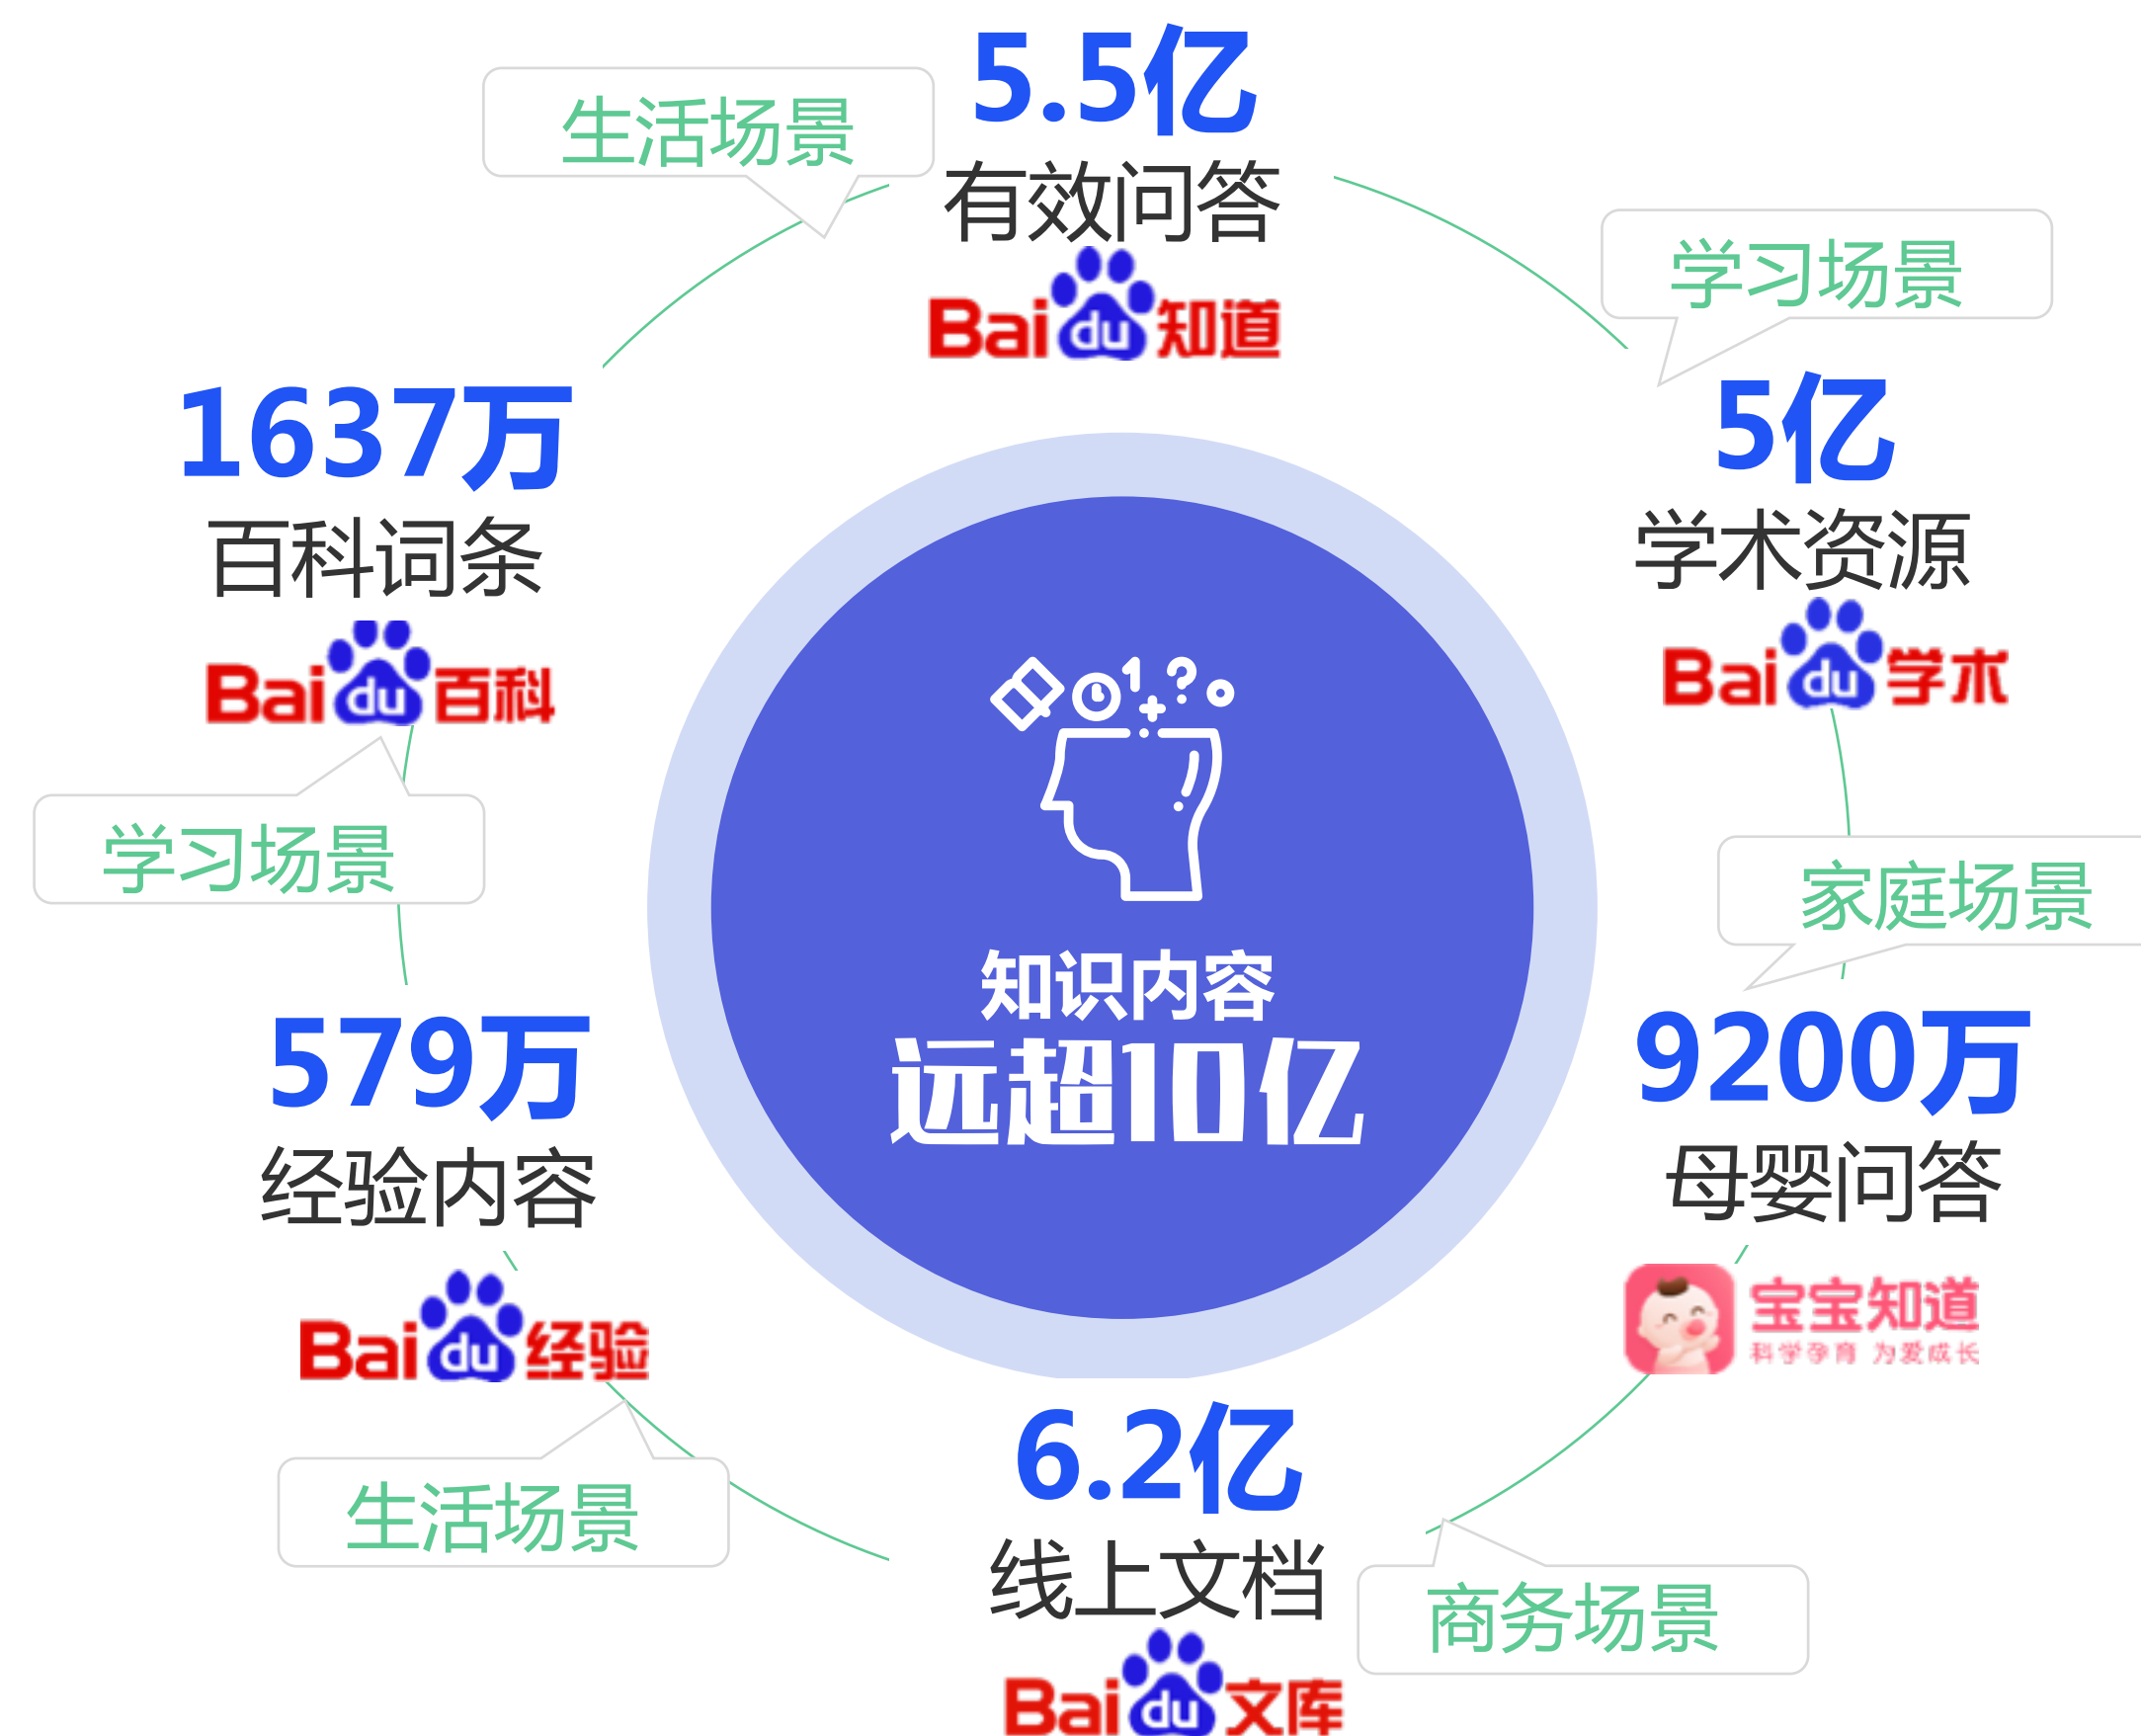 5.5亿
生活场景
有效问答
Baidu知道
学习场景
5亿
学术资源
Baidu学术
1637万
百科词条
Baidu百科
学习场景
家庭场景
1?
+
知识内容
远超10亿
579万
经验内容
Baidu经验
生活场景
9200万
母婴问答
宝宝知道
科学孕育 为爱成长
6.2亿
线上文档
Baidu文库
商务场景